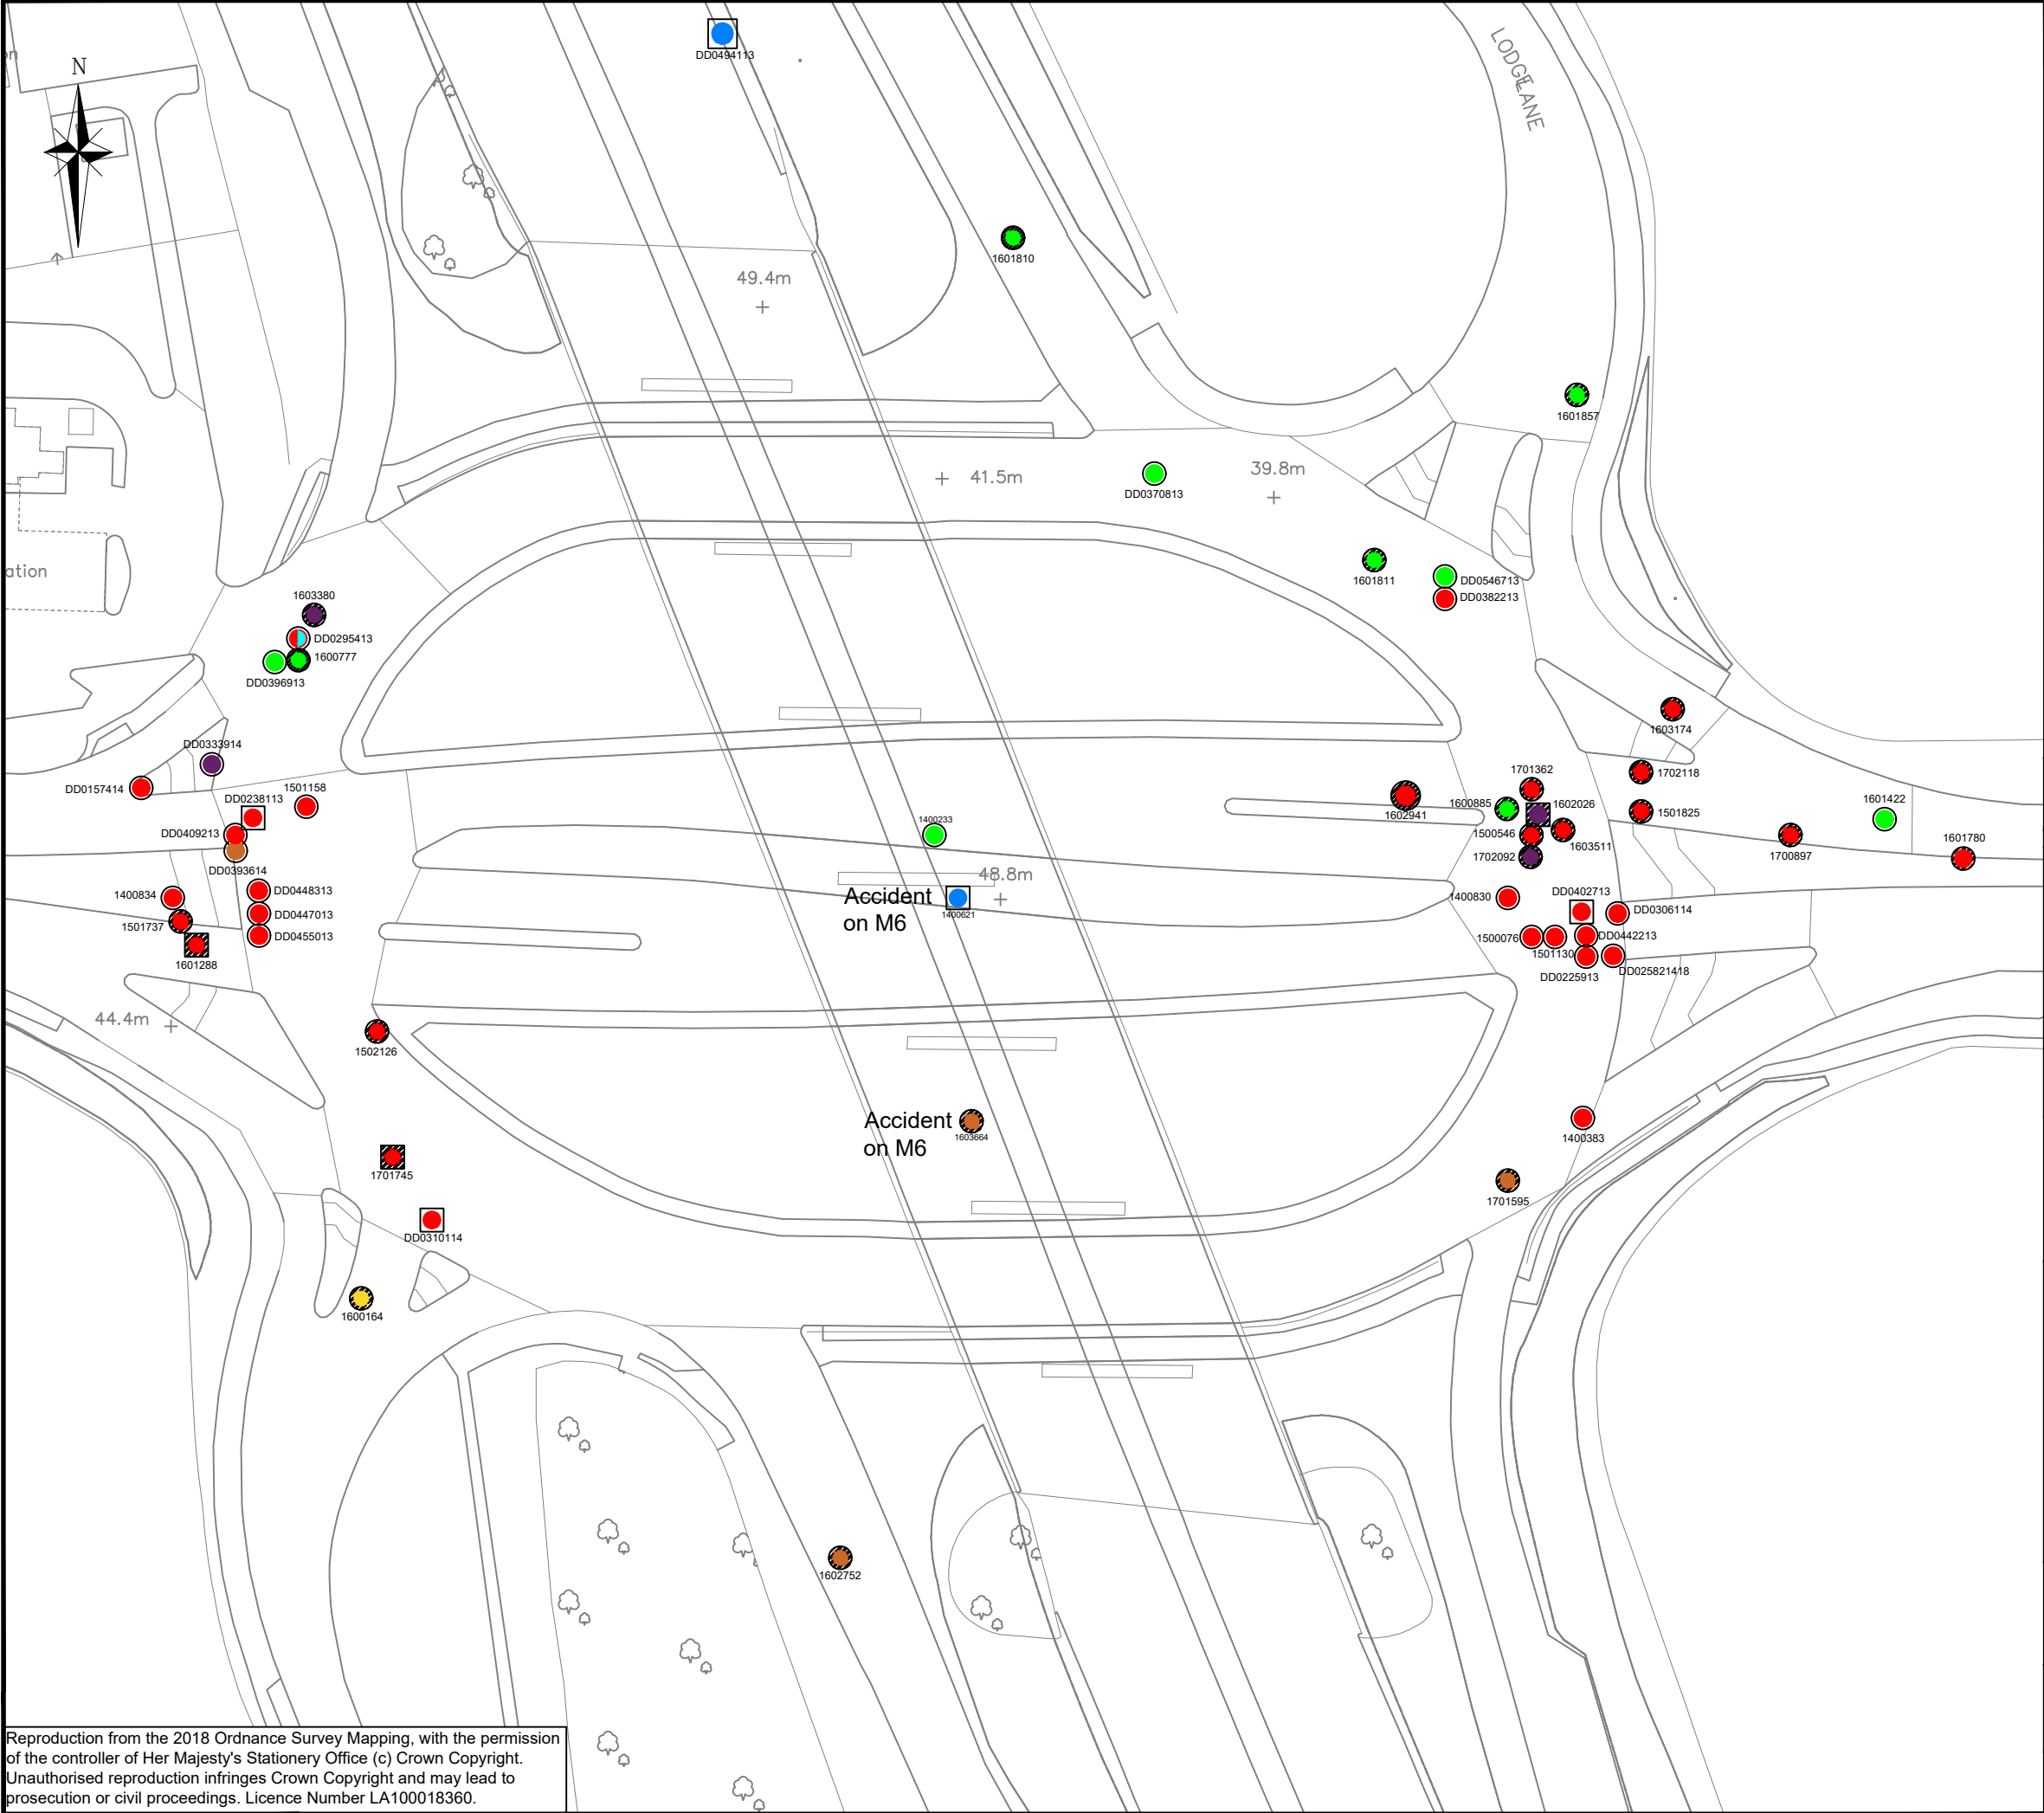 DD0494113
LODGE LANE
N
1601810
49.4m
1601857
41.5m
39.8m
DD0370813
ation
1601811
DD0546713
DD0382213
1603380
DD0295413
1600777
DD0396913
1603174
DD0333914
DD0157414
DD0238113
1501158
DD0409213
DD0393614
1400834
DD0448313
DD0447013
1501737
DD0455013
1601288
1400233
48.8m
Accident
on M6
1400621
1602941
1701362
1600885
1602026
1500546
1603511
1702092
1702118
1501825
1700897
1601422
1601780
1400830
DD0402713
DD0306114
1500076
1501130
DD0442213
DD0225913
DD025821418
44.4m
1502126
Accident
on M6
1603664
1400383
1701745
1701595
DD0310114
1600164
1602752
Reproduction from the 2018 Ordnance Survey Mapping, with the permission
of the controller of Her Majesty's Stationery Office (c) Crown Copyright.
Unauthorised reproduction infringes Crown Copyright and may lead to
prosecution or civil proceedings. Licence Number LA100018360.